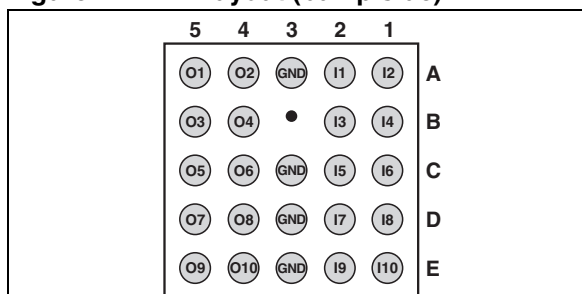 5 4 3 2 1
O1 O2 GND I1 I2 A
O3 O4 I3 I4 B
O5 O6 GND I5 I6 C
O7 O8 GND I7 I8 D
O9 O10 GND I9 I10 E